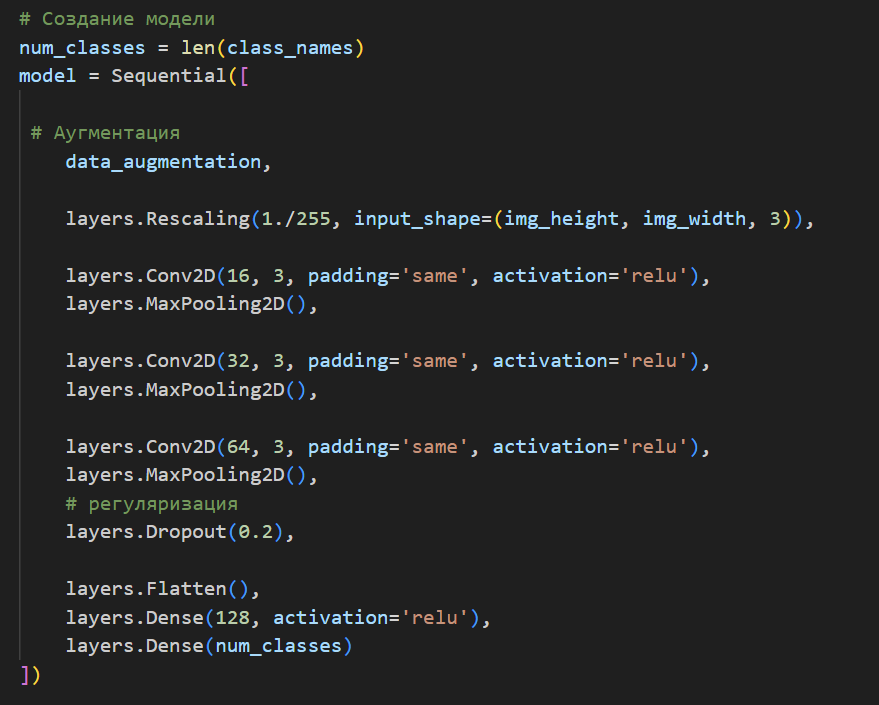 # Создание модели
num_classes = len(class_names)
model = Sequential([
# Аугментация
data_augmentation,
layers.Rescaling(1./255, input_shape=(img_height, img_width, 3)),
layers.Conv2D(16, 3, padding='same', activation='relu'),
layers.MaxPooling2D(),
layers.Conv2D(32, 3, padding='same', activation='relu'),
layers.MaxPooling2D(),
layers.Conv2D(64, 3, padding='same', activation='relu'),
layers.MaxPooling2D(),
# регуляризация
layers.Dropout(0.2),
layers.Flatten(),
layers.Dense(128, activation='relu'),
layers.Dense(num_classes)
])